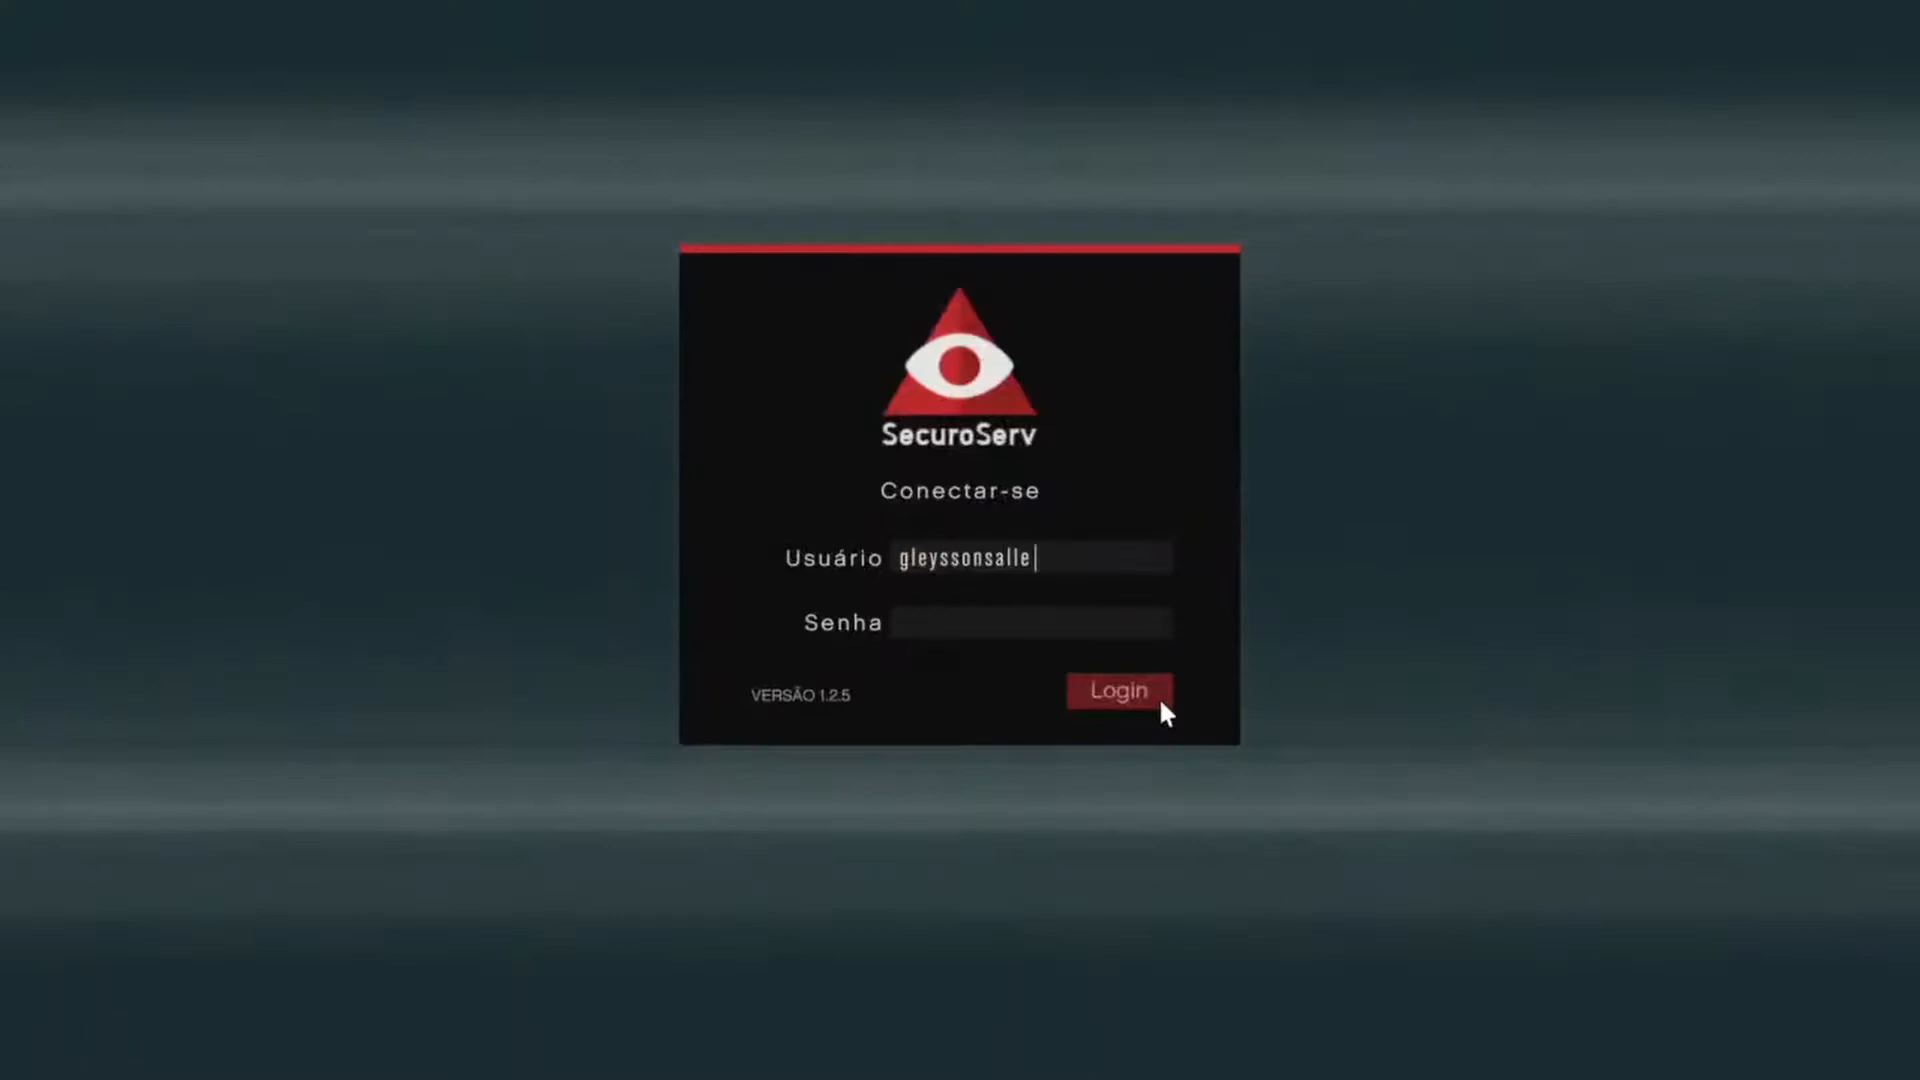 SecuroServ
Conectar-se
Usuário gleyssonsalle
Senha
VERSÃO 1.2.5
Login